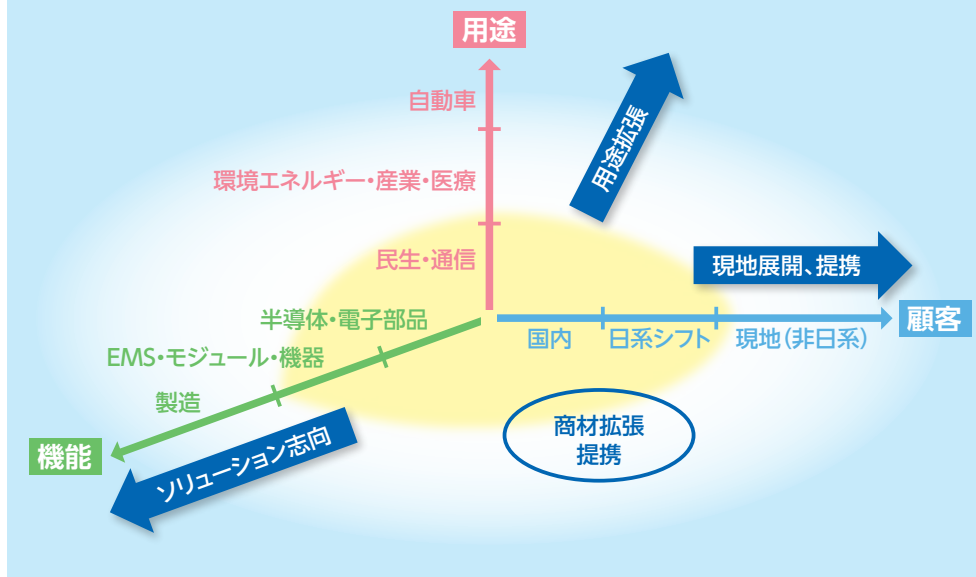 用途
自動車
環境エネルギー・産業・医療
民生・通信
用途拡張
現地展開、提携
顧客
国内
日系シフト
現地（非日系）
半導体・電子部品
EMS・モジュール・機器
製造
機能
ソリューション志向
商材拡張
提携